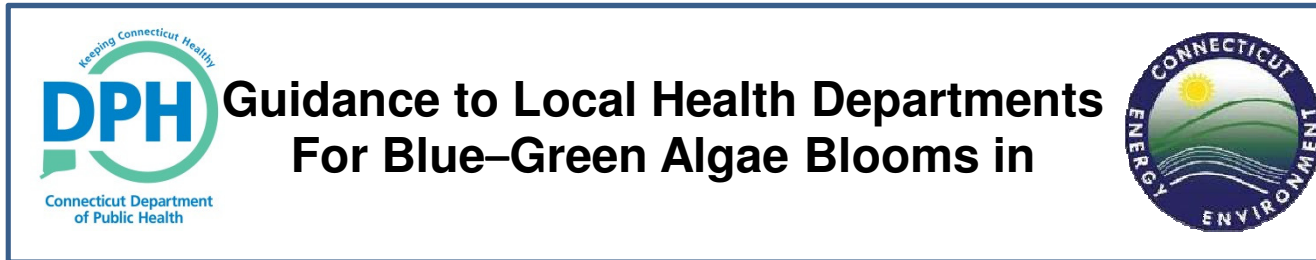 Keeping Connecticut Healthy
DPH
Connecticut Department
of Public Health
Guidance to Local Health Departments
For Blue–Green Algae Blooms in
CONNECTICUT
ENERGY
ENVIRONMENT